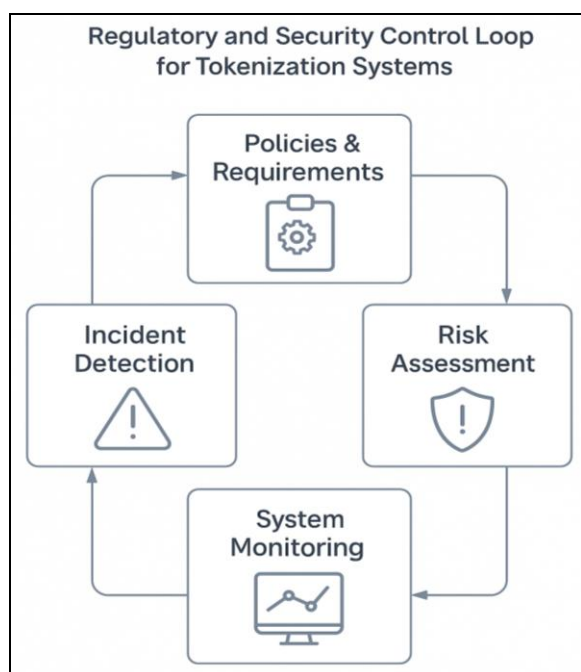 Regulatory and Security Control Loop
for Tokenization Systems
Policies &
Requirements
Incident
Detection
Risk
Assessment
System
Monitoring